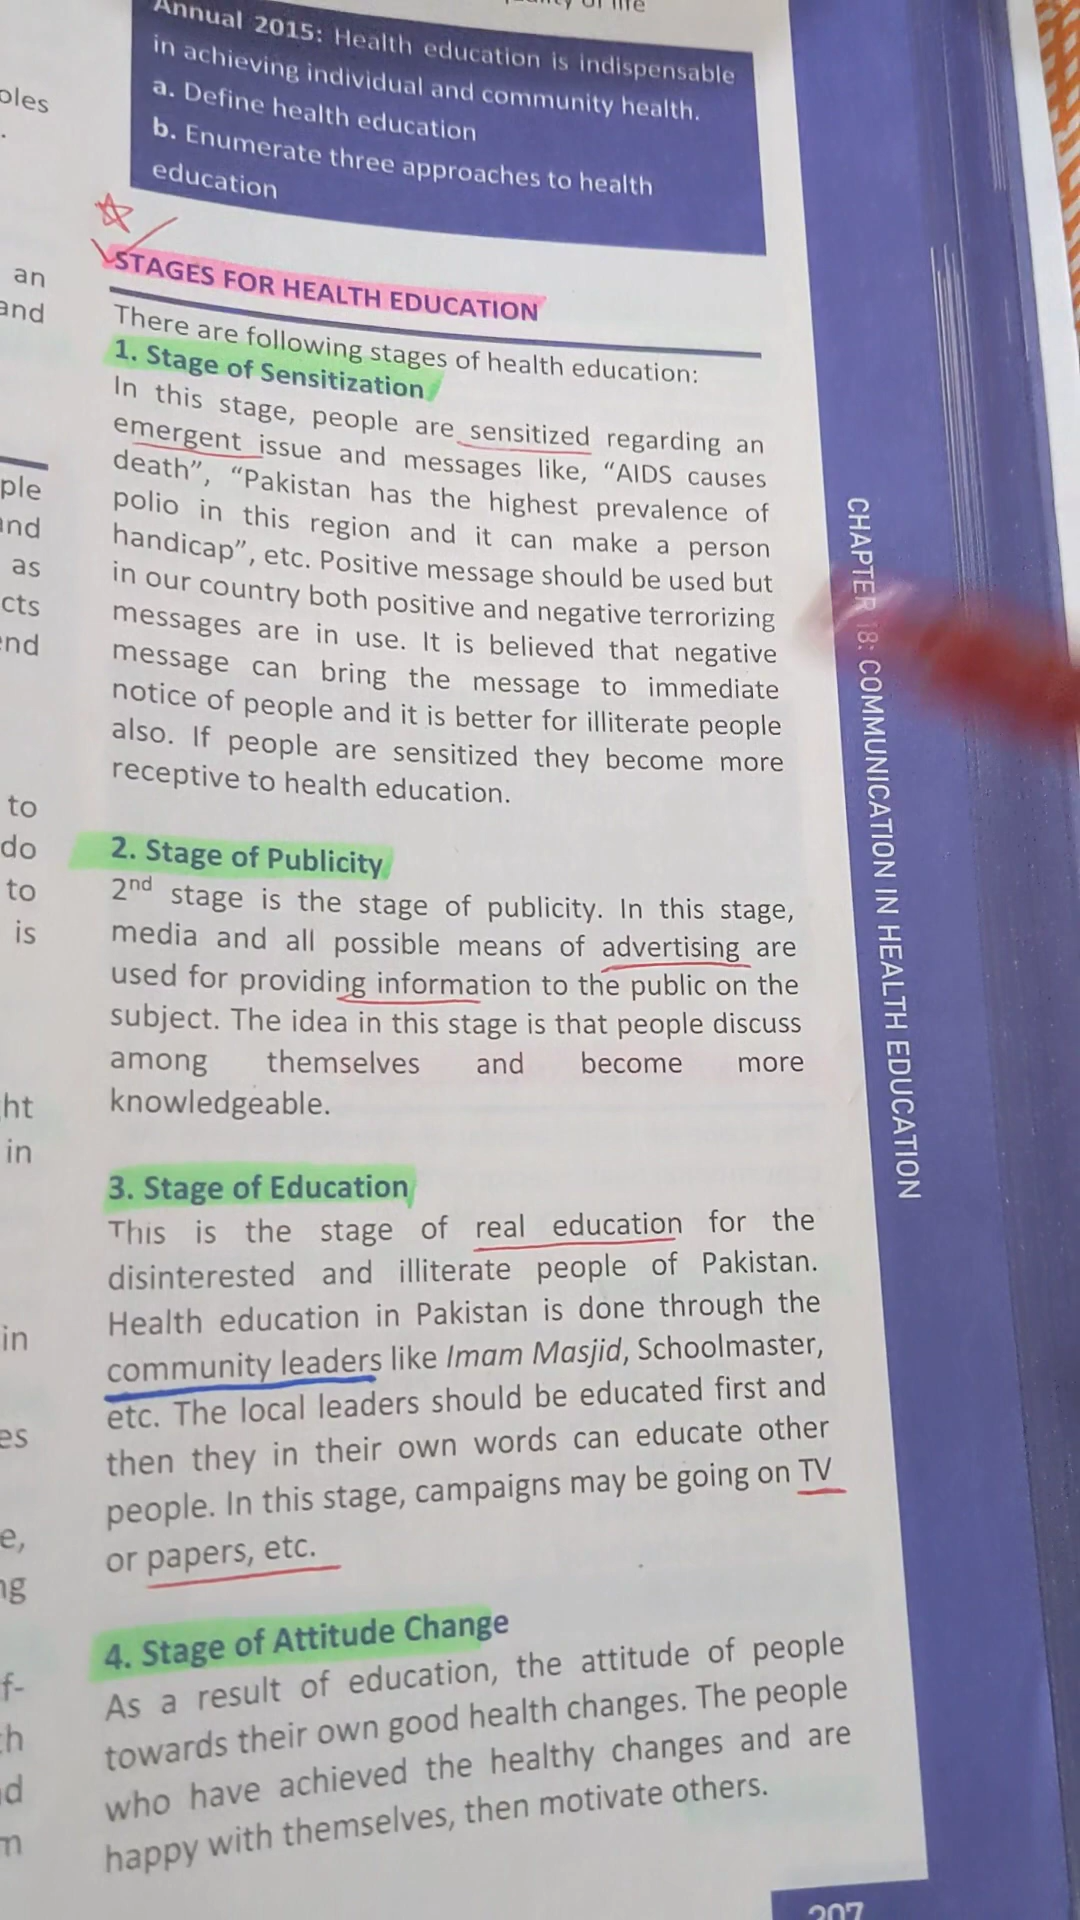 life
Annual 2015: Health education is indispensable
in achieving individual and community health.
a. Define health education
b. Enumerate three approaches to health
education
STAGES FOR HEALTH EDUCATION
There are following stages of health education:
1. Stage of Sensitization
In this stage, people are sensitized regarding an
emergent issue and messages like, “AIDS causes
death”, “Pakistan has the highest prevalence of
polio in this region and it can make a person
handicap”, etc. Positive message should be used but
in our country both positive and negative terrorizing
messages are in use. It is believed that negative
message can bring the message to immediate
notice of people and it is better for illiterate people
also. If people are sensitized they become more
receptive to health education.
2. Stage of Publicity
2nd stage is the stage of publicity. In this stage,
media and all possible means of advertising are
used for providing information to the public on the
subject. The idea in this stage is that people discuss
among themselves and become more
knowledgeable.
3. Stage of Education
This is the stage of real education for the
disinterested and illiterate people of Pakistan.
Health education in Pakistan is done through the
community leaders like Imam Masjid, Schoolmaster,
etc. The local leaders should be educated first and
then they in their own words can educate other
people. In this stage, campaigns may be going on TV
or papers, etc.
4. Stage of Attitude Change
As a result of education, the attitude of people
towards their own good health changes. The people
who have achieved the healthy changes and are
happy with themselves, then motivate others.
CHAPTER 18: COMMUNICATION IN HEALTH EDUCATION
207
an
and
as
to
do
to
is
in
in